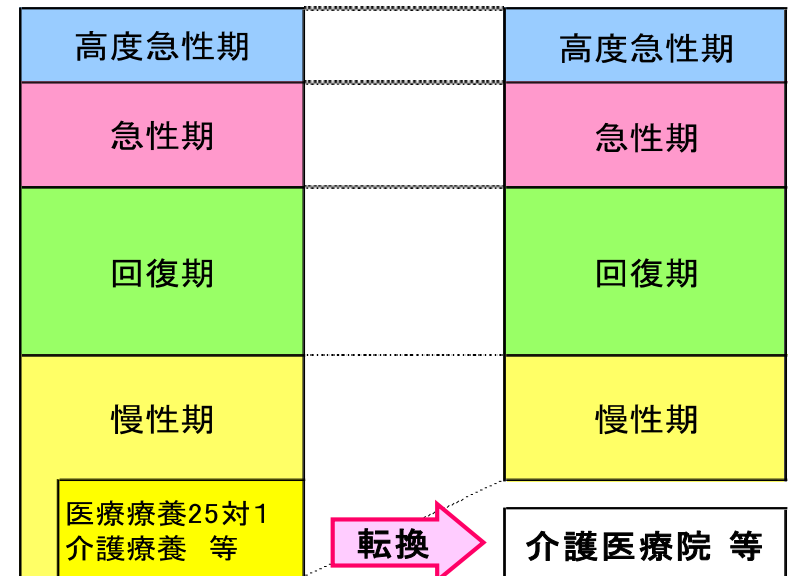 高度急性期
急性期
回復期
慢性期
医療療養25対1
介護療養 等
転換
高度急性期
急性期
回復期
慢性期
介護医療院 等